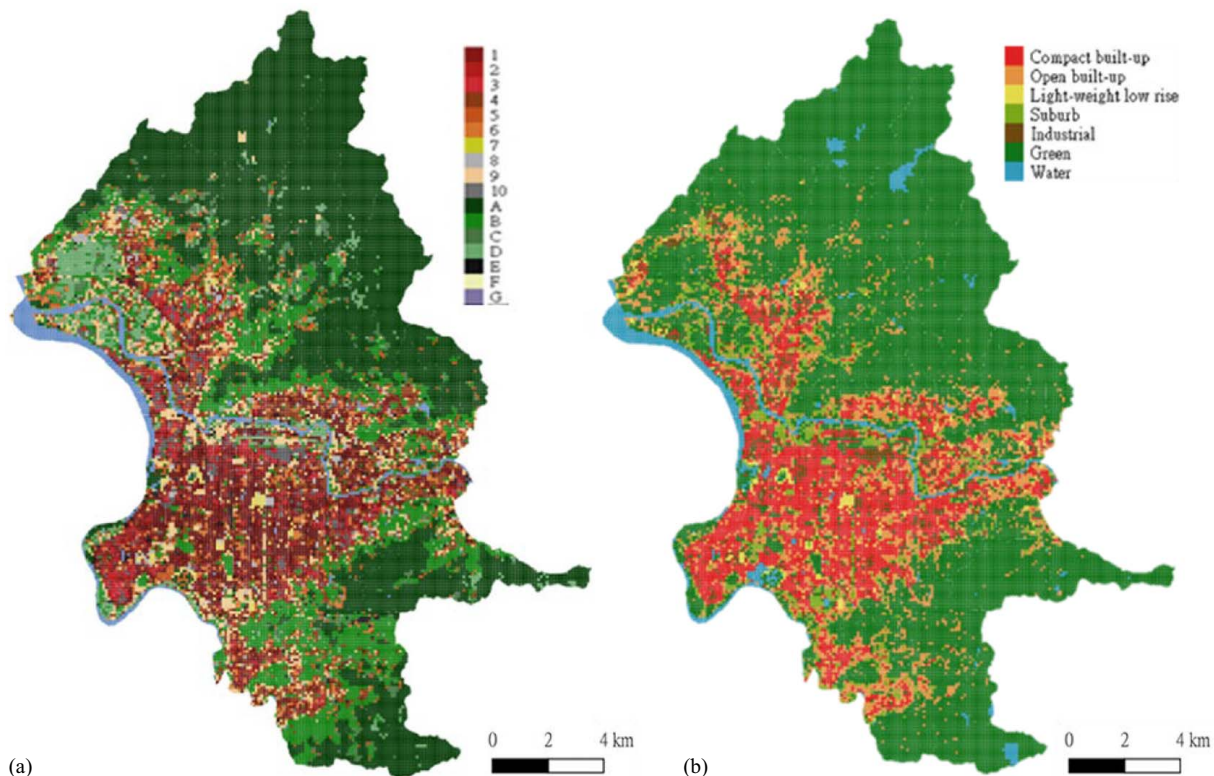 1
2
3
4
5
6
7
8
9
10
A
B
C
D
E
F
G
Compact built-up
Open built-up
Light-weight low rise
Suburb
Industrial
Green
Water
0 2 4 km
0 2 4 km
(a)
(b)